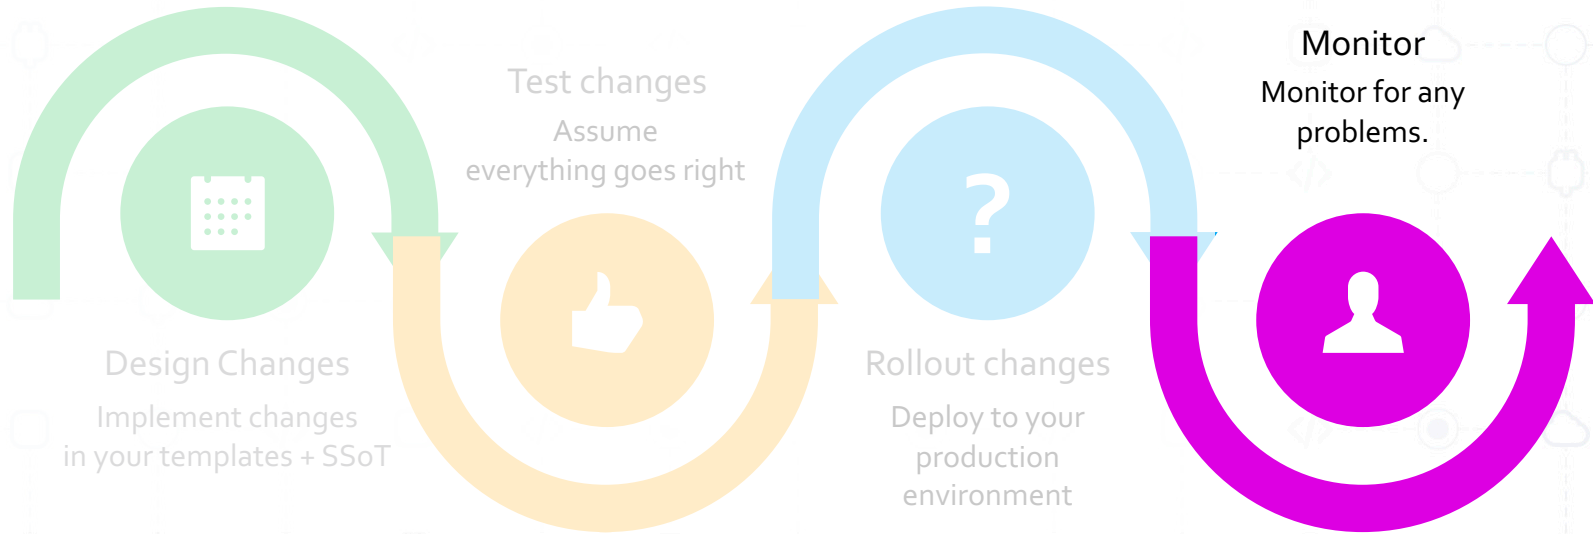 Design Changes
Implement changes
in your templates + SSoT
Test changes
Assume
everything goes right
?
Rollout changes
Deploy to your
production
environment
Monitor
Monitor for any
problems.